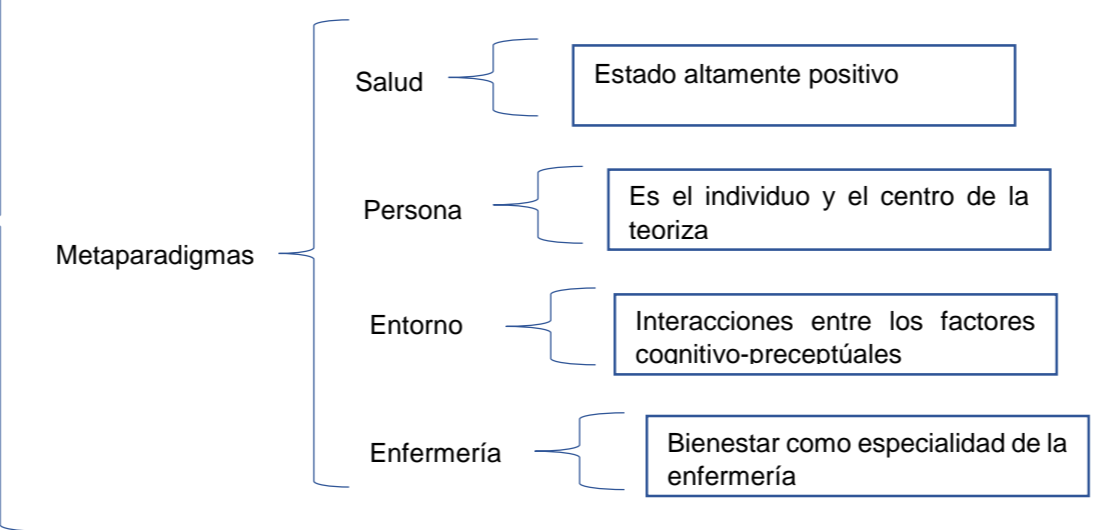 Salud
Estado altamente positivo
Persona
Es el individuo y el centro de la
teoriza
Metaparadigmas
Entorno
Interacciones entre los factores
cognitivo-preceptúales
Enfermería
Bienestar como especialidad de la
enfermería